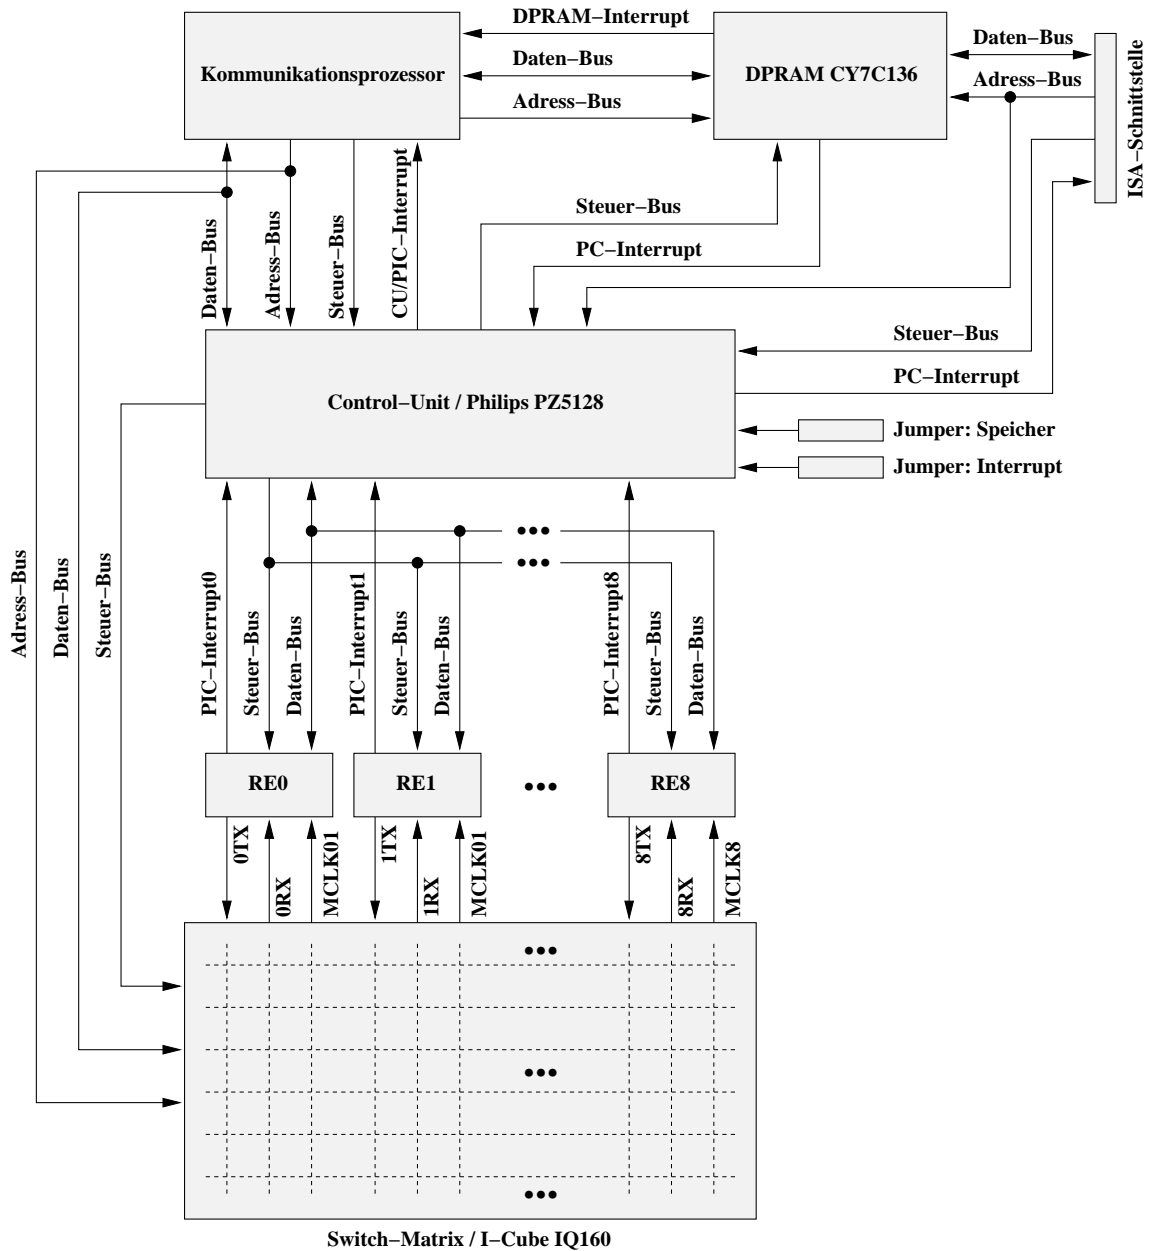 DPRAM-Interrupt
Kommunikationsprozessor
Daten-Bus
DPRAM CY7C136
Daten-Bus
Adress-Bus
Adress-Bus
ISA-Schnittstelle
Daten-Bus
Adress-Bus
Steuer-Bus
CU/PIC-Interrupt
Steuer-Bus
PC-Interrupt
Steuer-Bus
PC-Interrupt
Control-Unit / Philips PZ5128
Jumper: Speicher
Jumper: Interrupt
Adress-Bus
Daten-Bus
Steuer-Bus
PIC-Interrupt0
Steuer-Bus
Daten-Bus
PIC-Interrupt1
Steuer-Bus
Daten-Bus
PIC-Interrupt8
Steuer-Bus
Daten-Bus
RE0
RE1
RE8
0TX
0RX
MCLK01
1TX
1RX
MCLK01
8TX
8RX
MCLK8
Switch-Matrix / I-Cube IQ160